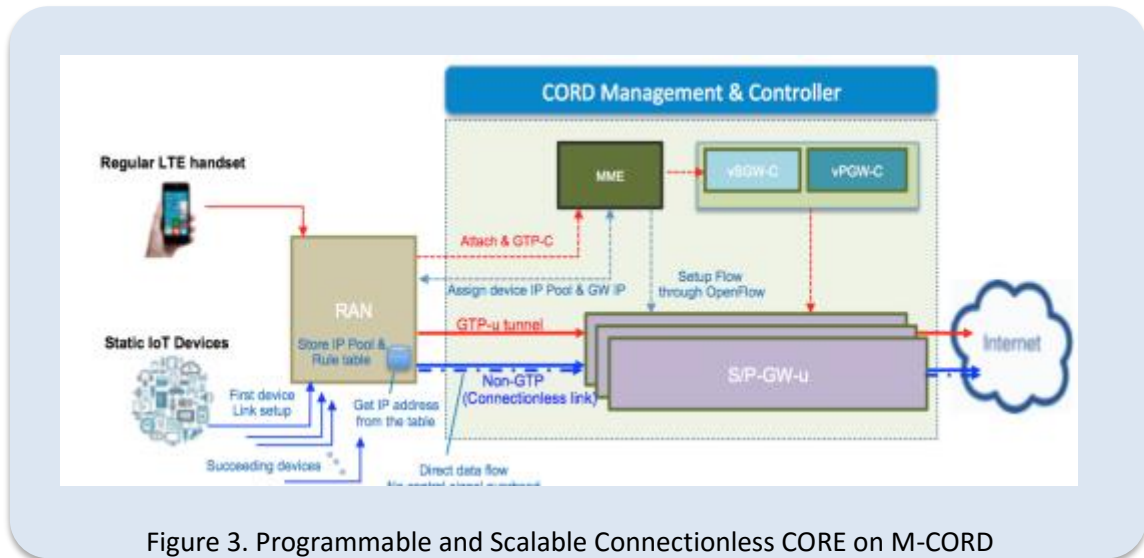 CORD Management & Controller
Regular LTE handset
MME
vSGW-C
vPGW-C
Attach & GTP-C
Assign device IP Pool & GW IP
Setup Flow
through OpenFlow
RAN
GTP-u tunnel
Store IP Pool &
Rule table
Static IoT Devices
S/P-GW-u
Internet
Non-GTP
(Connectionless link)
First device
Link setup
Get IP address
from the table
Succeeding devices
Direct data flow
Figure 3. Programmable and Scalable Connectionless CORE on M-CORD